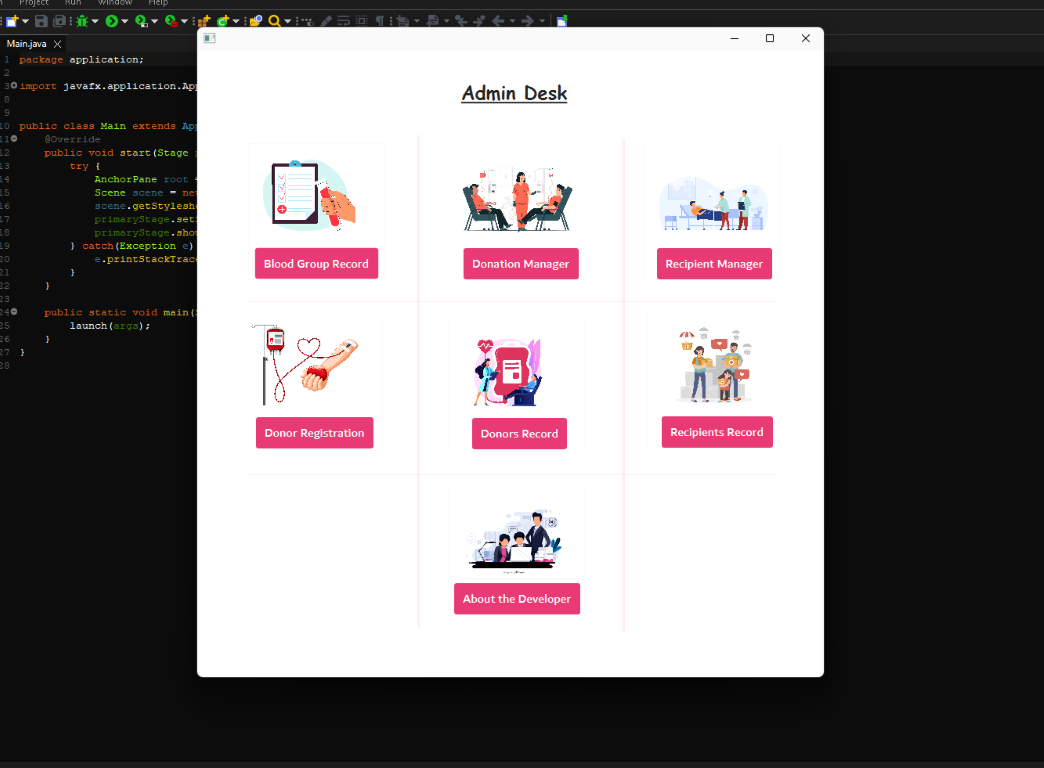 Project Run Window Help
Main.java
1 package application;
2
3 import javafx.application.App
8
9
10 public class Main extends App
11 @Override
12 public void start(Stage
13 try {
14 AnchorPane root
15 Scene scene = new
16 scene.getStylesh
17 primaryStage.set
18 primaryStage.sho
19 } catch(Exception e)
20 e.printStackTrace
21 }
22 }
23
24 public static void main(
25 launch(args);
26 }
27 }
28
Admin Desk
Blood Group Record
Donation Manager
Recipient Manager
Donor Registration
Donors Record
Recipients Record
About the Developer